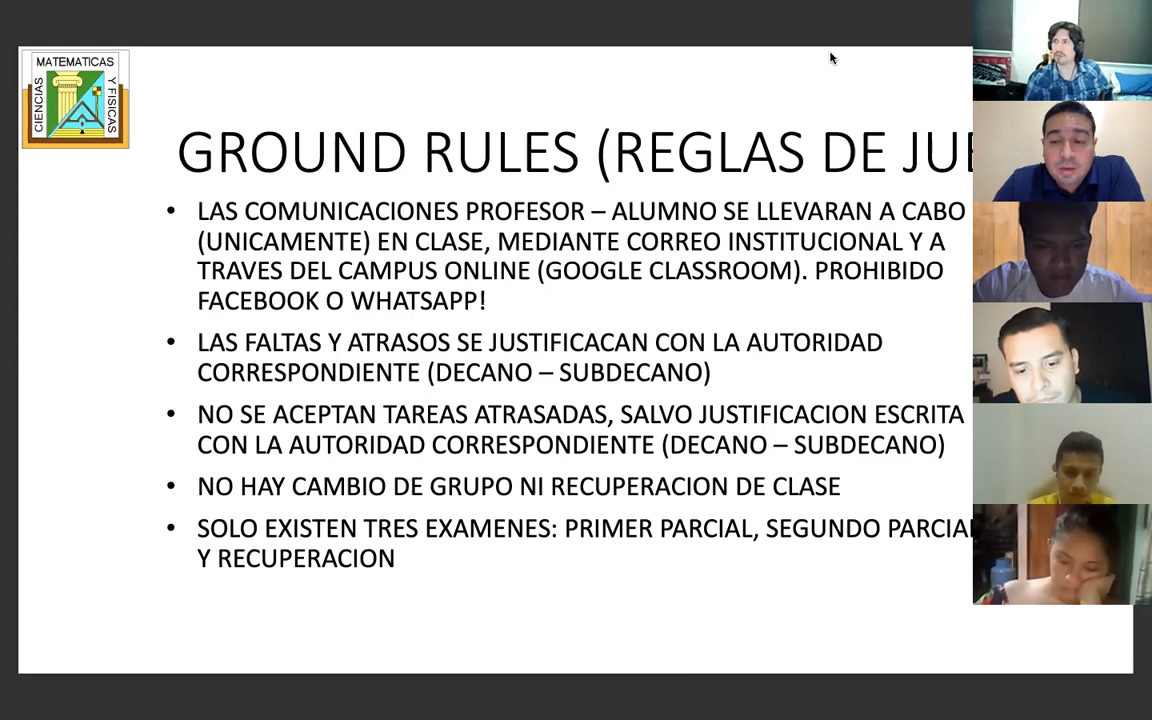 MATEMATICAS
CIENCIAS
Y FISICAS
GROUND RULES (REGLAS DE JUE
• LAS COMUNICACIONES PROFESOR – ALUMNO SE LLEVARAN A CABO
(UNICAMENTE) EN CLASE, MEDIANTE CORREO INSTITUCIONAL Y A
TRAVES DEL CAMPUS ONLINE (GOOGLE CLASSROOM). PROHIBIDO
FACEBOOK O WHATSAPP!
• LAS FALTAS Y ATRASOS SE JUSTIFICACAN CON LA AUTORIDAD
CORRESPONDIENTE (DECANO – SUBDECANO)
• NO SE ACEPTAN TAREAS ATRASADAS, SALVO JUSTIFICACION ESCRITA
CON LA AUTORIDAD CORRESPONDIENTE (DECANO – SUBDECANO)
• NO HAY CAMBIO DE GRUPO NI RECUPERACION DE CLASE
• SOLO EXISTEN TRES EXAMENES: PRIMER PARCIAL, SEGUNDO PARCIAL
Y RECUPERACION